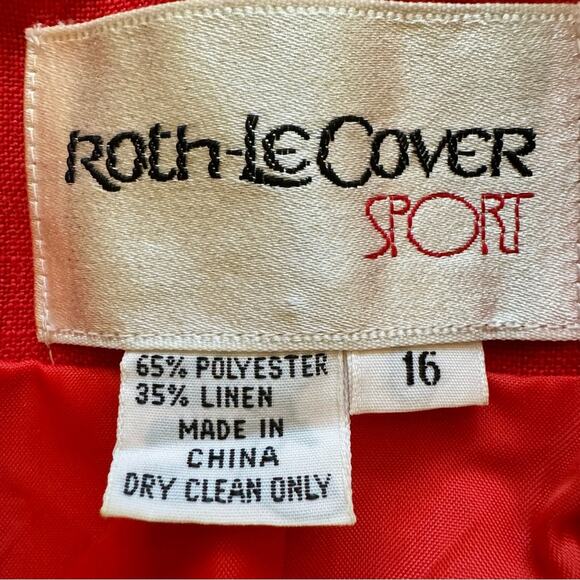 Roth-LeCover
SPORT
65% POLYESTER
35% LINEN
MADE IN
CHINA
DRY CLEAN ONLY
16